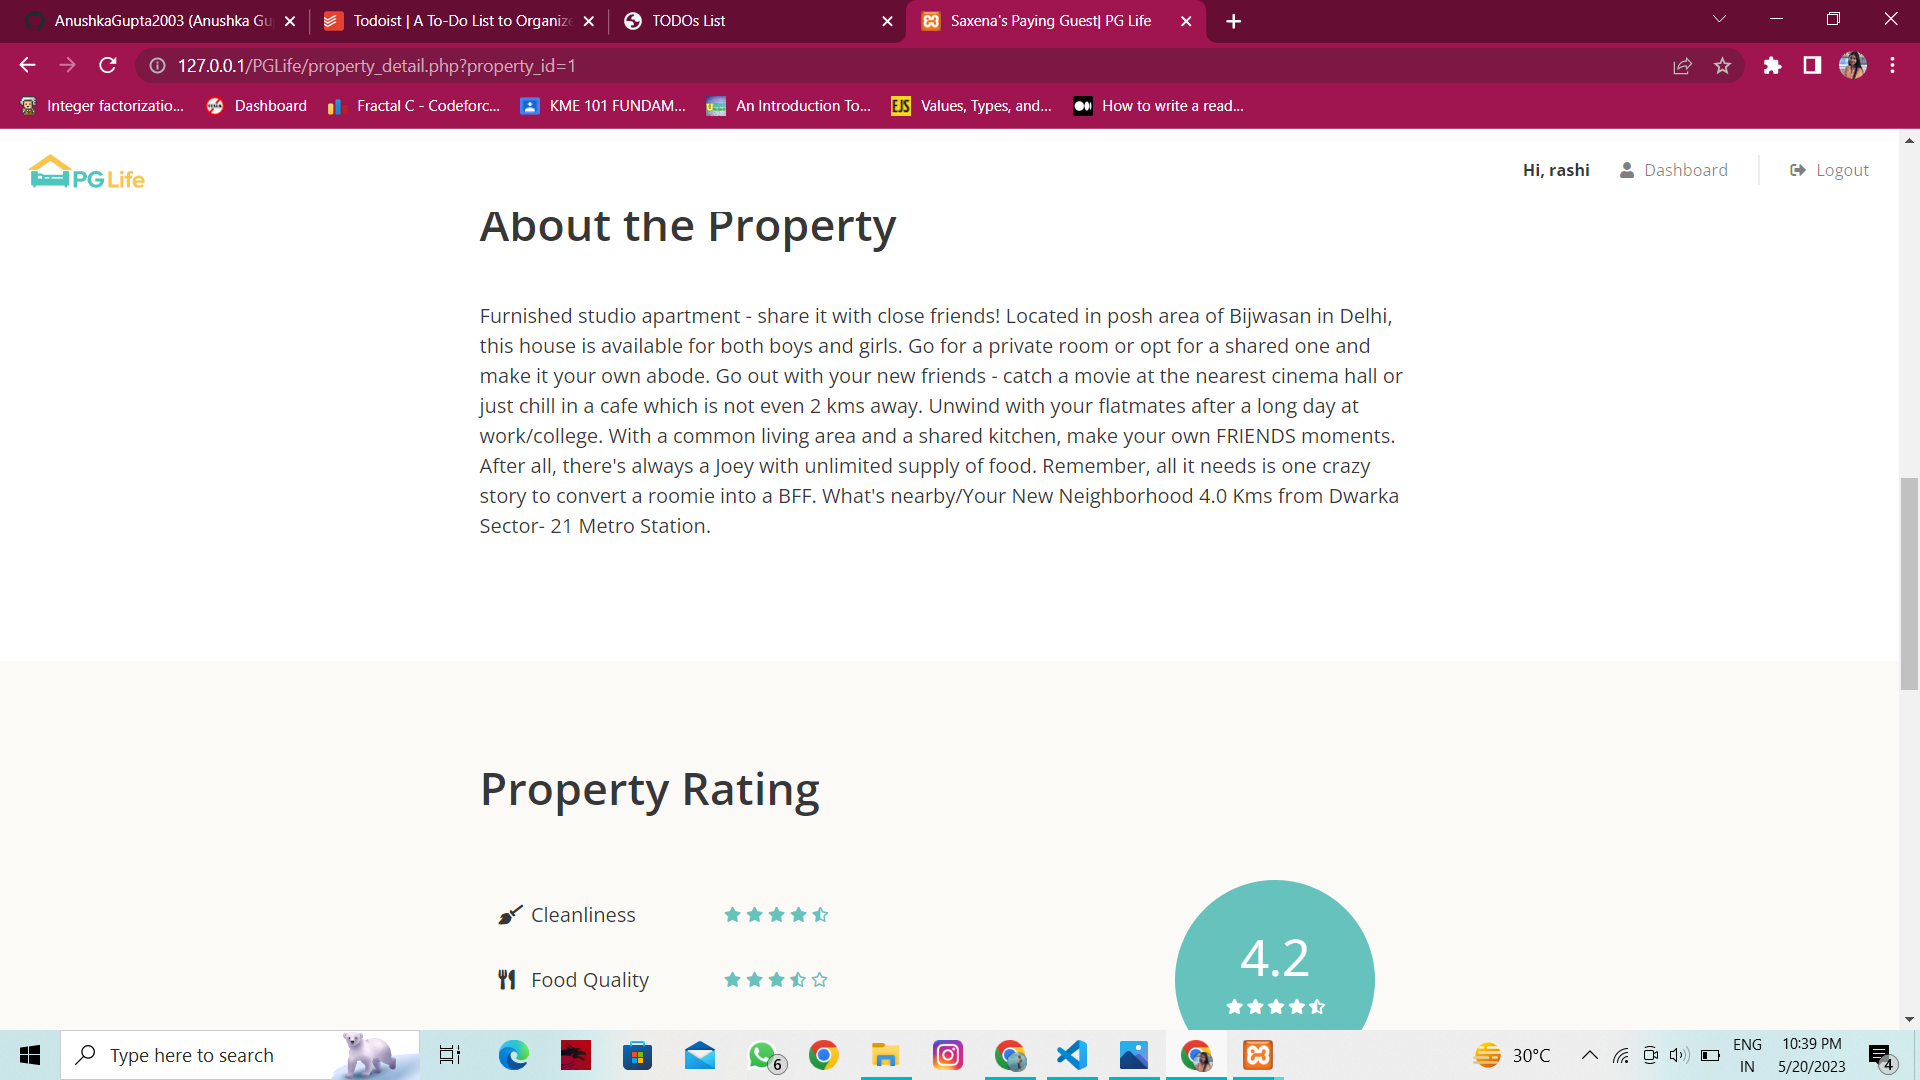 AnushkaGupta2003 (Anushka Gu
Todoist | A To-Do List to Organize
TODOs List
Saxena's Paying Guest| PG Life
127.0.0.1/PGLife/property_detail.php?property_id=1
Integer factorizatio...
Dashboard
Fractal C - Codeforc...
KME 101 FUNDAM...
An Introduction To...
EJS
Values, Types, and...
How to write a read...
PG Life
Hi, rashi
Dashboard
Logout
About the Property
Furnished studio apartment - share it with close friends! Located in posh area of Bijwasan in Delhi,
this house is available for both boys and girls. Go for a private room or opt for a shared one and
make it your own abode. Go out with your new friends - catch a movie at the nearest cinema hall or
just chill in a cafe which is not even 2 kms away. Unwind with your flatmates after a long day at
work/college. With a common living area and a shared kitchen, make your own FRIENDS moments.
After all, there's always a Joey with unlimited supply of food. Remember, all it needs is one crazy
story to convert a roomie into a BFF. What's nearby/Your New Neighborhood 4.0 Kms from Dwarka
Sector- 21 Metro Station.
Property Rating
Cleanliness
4.2
Food Quality
Type here to search
6
30°C
ENG
IN
10:39 PM
5/20/2023
4